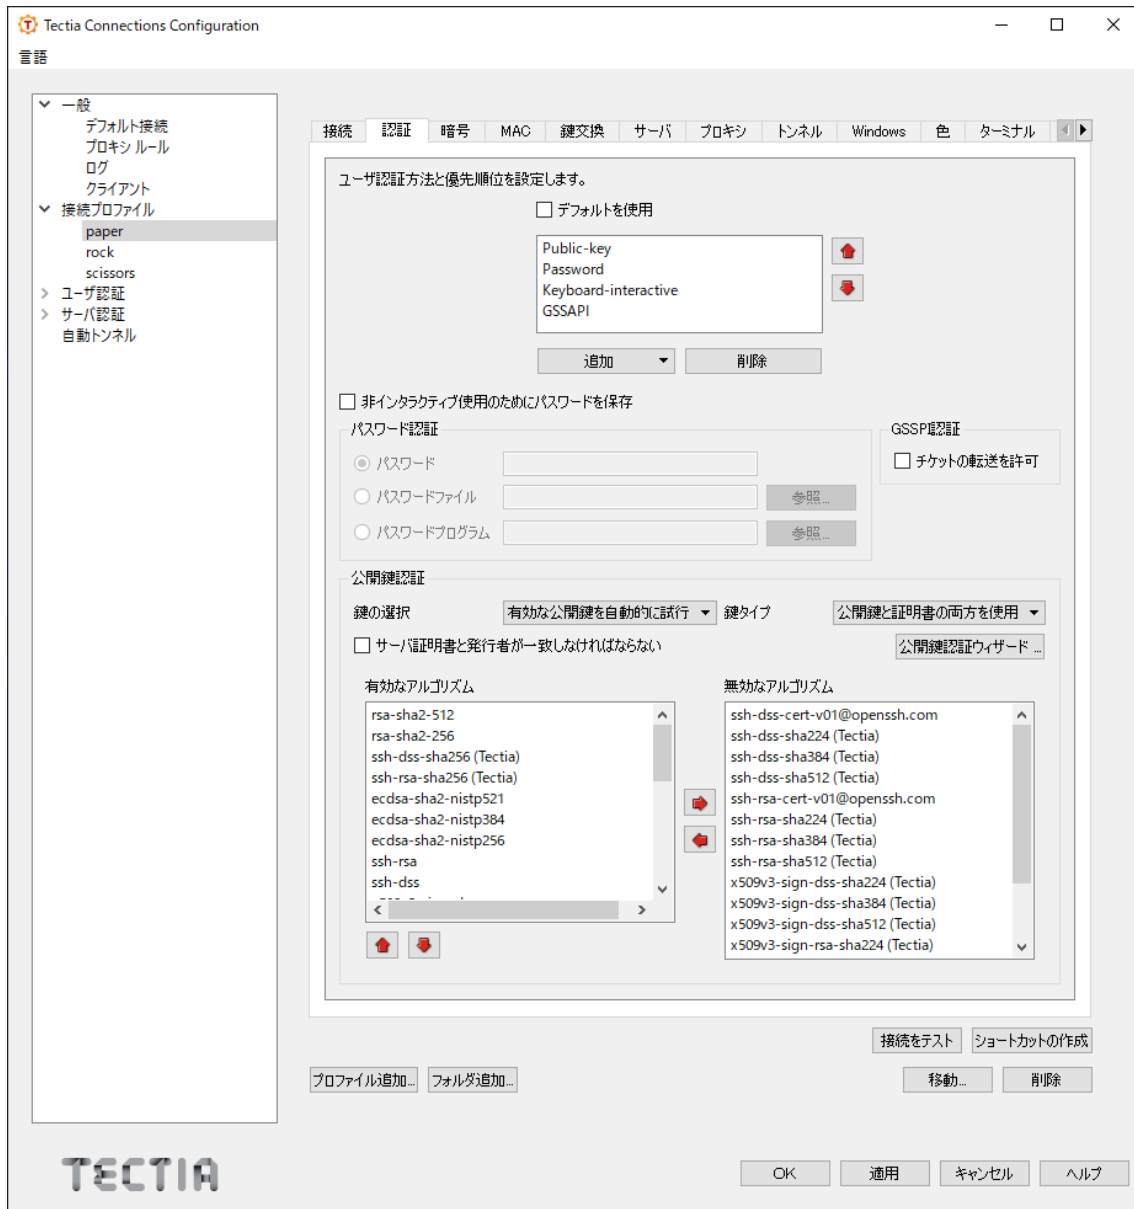 Tectia Connections Configuration
言語
一般
デフォルト接続
プロキシ ルール
ログ
クライアント
接続プロファイル
paper
rock
scissors
ユーザ認証
サーバ認証
自動トンネル
接続 認証 暗号 MAC 鍵交換 サーバ プロキシ トンネル Windows 色 ターミナル
ユーザ認証方法と優先順位を設定します。
デフォルトを使用
Public-key
Password
Keyboard-interactive
GSSAPI
追加 削除
非インタラクティブ使用のためにパスワードを保存
パスワード認証
パスワード
パスワードファイル 参照...
パスワードプログラム 参照...
GSSPI認証
チケットの転送を許可
公開鍵認証
鍵の選択 有効な公開鍵を自動的に試行 鍵タイプ 公開鍵と証明書の両方を使用
サーバ証明書と発行者が一致しなければならない 公開鍵認証ウィザード ...
有効なアルゴリズム
rsa-sha2-512
rsa-sha2-256
ssh-dss-sha256 (Tectia)
ssh-rsa-sha256 (Tectia)
ecdsa-sha2-nistp521
ecdsa-sha2-nistp384
ecdsa-sha2-nistp256
ssh-rsa
ssh-dss
無効なアルゴリズム
ssh-dss-cert-v01@openssh.com
ssh-dss-sha224 (Tectia)
ssh-dss-sha384 (Tectia)
ssh-dss-sha512 (Tectia)
ssh-rsa-cert-v01@openssh.com
ssh-rsa-sha224 (Tectia)
ssh-rsa-sha384 (Tectia)
ssh-rsa-sha512 (Tectia)
x509v3-sign-dss-sha224 (Tectia)
x509v3-sign-dss-sha384 (Tectia)
x509v3-sign-dss-sha512 (Tectia)
x509v3-sign-rsa-sha224 (Tectia)
接続をテスト ショートカットの作成
プロファイル追加... フォルダ追加... 移動... 削除
TECTIA
OK 適用 キャンセル ヘルプ